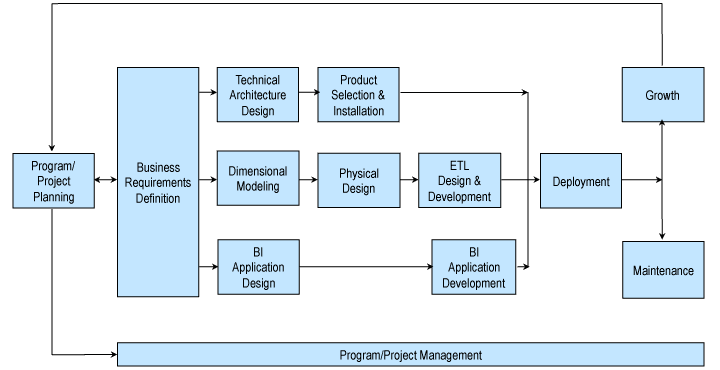 Technical
Architecture
Design
Product
Selection &
Installation
Growth
Program/
Project
Planning
Business
Requirements
Definition
Dimensional
Modeling
Physical
Design
ETL
Design &
Development
Deployment
BI
Application
Design
BI
Application
Development
Maintenance
Program/Project Management